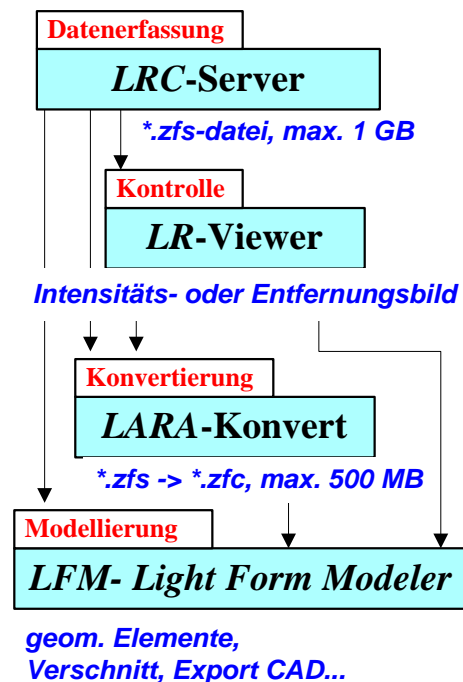 Datenerfassung
LRC-Server
*.zfs-datei, max. 1 GB
Kontrolle
LR-Viewer
Intensitäts- oder Entfernungsbild
Konvertierung
LARA-Konvert
*.zfs -> *.zfc, max. 500 MB
Modellierung
LFM- Light Form Modeler
geom. Elemente,
Verschnitt, Export CAD...